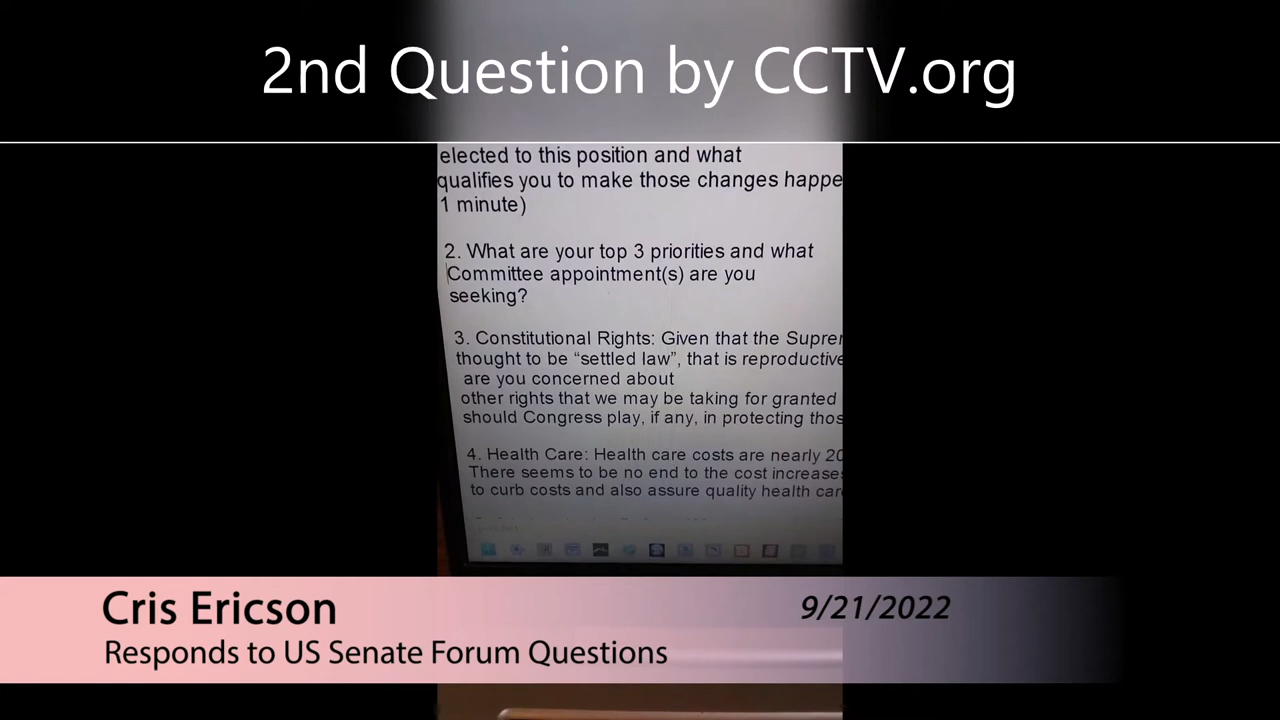 2nd Question by CCTV.org
elected to this position and what
qualifies you to make those changes happe
1 minute)
2. What are your top 3 priorities and what
Committee appointment(s) are you
seeking?
3. Constitutional Rights: Given that the Suprem
thought to be “settled law”, that is reproductive
are you concerned about
other rights that we may be taking for granted
should Congress play, if any, in protecting thos
4. Health Care: Health care costs are nearly 20
There seems to be no end to the cost increases
to curb costs and also assure quality health car
Cris Ericson
9/21/2022
Responds to US Senate Forum Questions